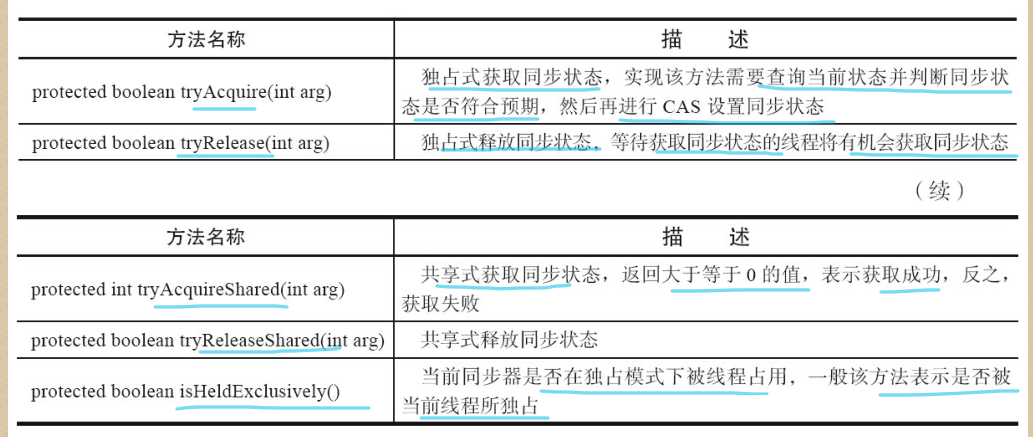 方法名称
描 述
protected boolean tryAcquire(int arg)
独占式获取同步状态，实现该方法需要查询当前状态并判断同步状
态是否符合预期，然后再进行 CAS 设置同步状态
protected boolean tryRelease(int arg)
独占式释放同步状态，等待获取同步状态的线程将有机会获取同步状态
（续）
方法名称
描 述
protected int tryAcquireShared(int arg)
共享式获取同步状态，返回大于等于 0 的值，表示获取成功，反之，
获取失败
protected boolean tryReleaseShared(int arg)
共享式释放同步状态
protected boolean isHeldExclusively()
当前同步器是否在独占模式下被线程占用，一般该方法表示是否被
当前线程所独占